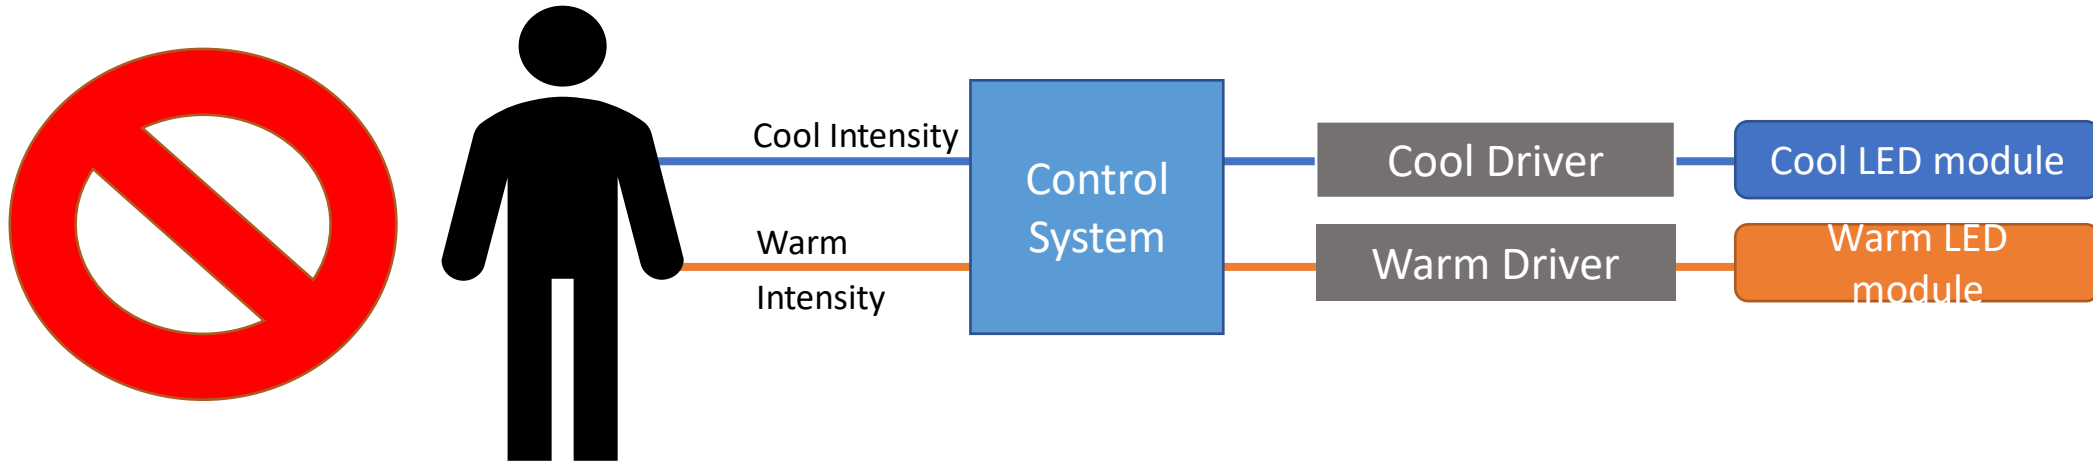 Cool Intensity
Warm
Intensity
Control
System
Cool Driver
Warm Driver
Cool LED module
Warm LED
module